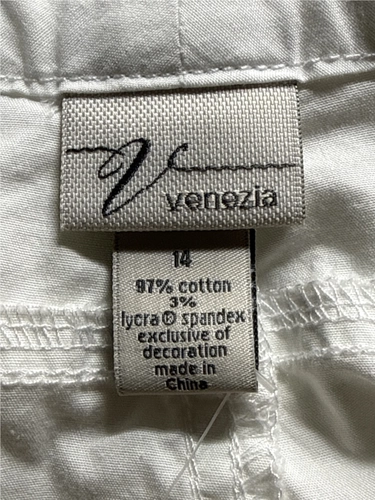 V
venezia
14
97% cotton
3%
lycra® spandex
exclusive of
decoration
made in
China